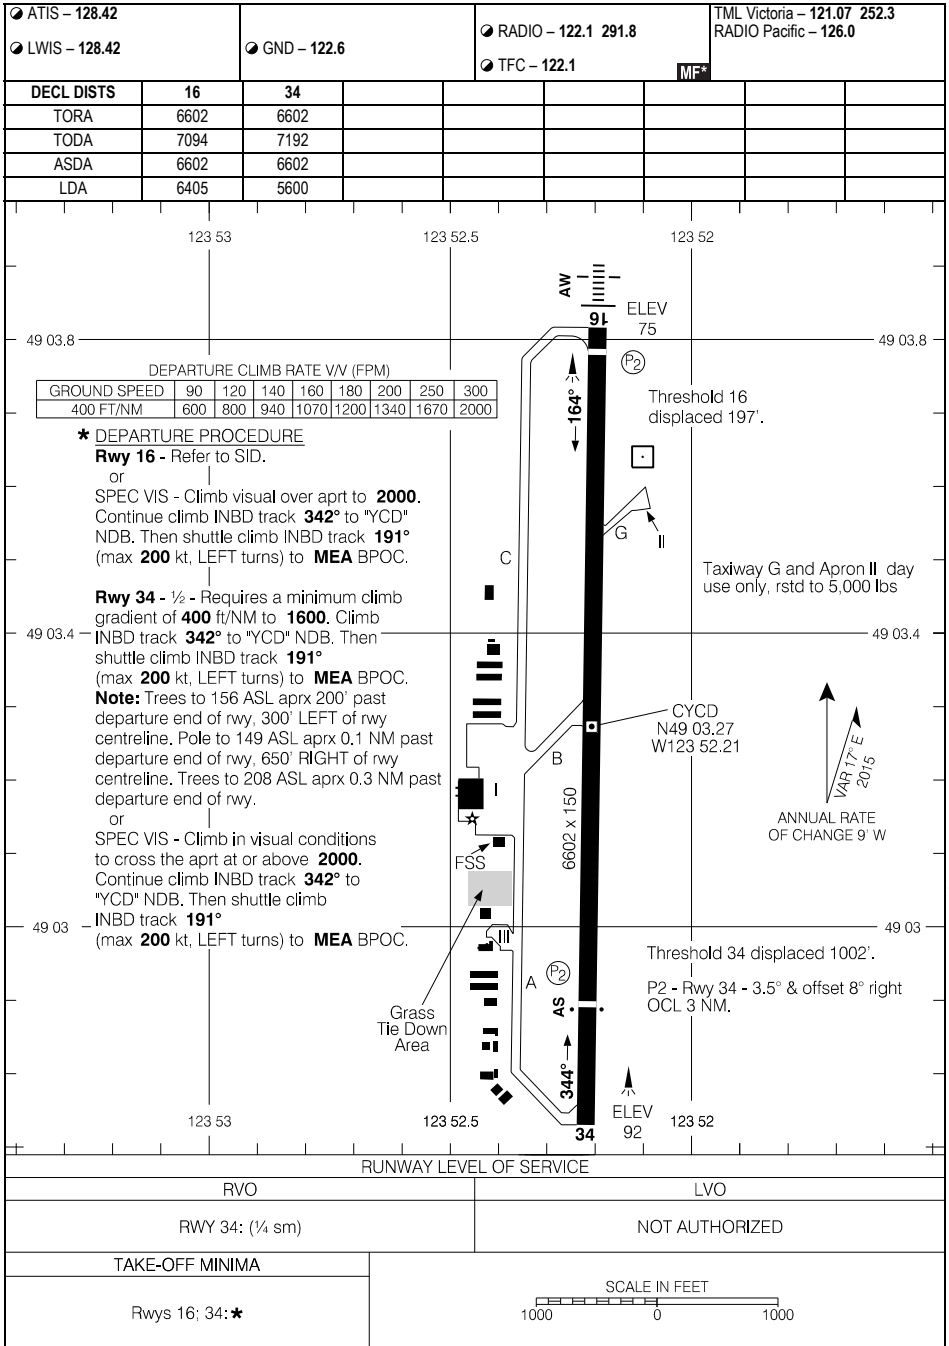 ATIS – 128.42
LWIS – 128.42
GND – 122.6
RADIO – 122.1 291.8
TFC – 122.1
MF*
TML Victoria – 121.07 252.3
RADIO Pacific – 126.0
DECL DISTS 16 34
TORA 6602 6602
TODA 7094 7192
ASDA 6602 6602
LDA 6405 5600
123 53 123 52.5 123 52
AW
ELEV
75
16
49 03.8 49 03.8
P2
DEPARTURE CLIMB RATE V/V (FPM)
GROUND SPEED 90 120 140 160 180 200 250 300
400 FT/NM 600 800 940 1070 1200 1340 1670 2000
164°
Threshold 16
displaced 197'.
* DEPARTURE PROCEDURE
Rwy 16 - Refer to SID.
or
SPEC VIS - Climb visual over aprt to 2000.
Continue climb INBD track 342° to "YCD"
NDB. Then shuttle climb INBD track 191°
(max 200 kt, LEFT turns) to MEA BPOC.
Rwy 34 - ½ - Requires a minimum climb
gradient of 400 ft/NM to 1600. Climb
INBD track 342° to "YCD" NDB. Then
shuttle climb INBD track 191°
(max 200 kt, LEFT turns) to MEA BPOC.
Note: Trees to 156 ASL aprx 200' past
departure end of rwy, 300' LEFT of rwy
centreline. Pole to 149 ASL aprx 0.1 NM past
departure end of rwy, 650' RIGHT of rwy
centreline. Trees to 208 ASL aprx 0.3 NM past
departure end of rwy.
or
SPEC VIS - Climb in visual conditions
to cross the aprt at or above 2000.
Continue climb INBD track 342° to
"YCD" NDB. Then shuttle climb
INBD track 191°
(max 200 kt, LEFT turns) to MEA BPOC.
G
II
C
Taxiway G and Apron II day
use only, rstd to 5,000 lbs
49 03.4 49 03.4
CYCD
N49 03.27
W123 52.21
B
I
VAR 17° E
2015
ANNUAL RATE
OF CHANGE 9' W
6602 x 150
FSS
49 03 49 03
III
Threshold 34 displaced 1002'.
A
P2
P2 - Rwy 34 - 3.5° & offset 8° right
OCL 3 NM.
AS
Grass
Tie Down
Area
344°
ELEV
92
123 53 123 52.5 123 52
34
RUNWAY LEVEL OF SERVICE
RVO LVO
RWY 34: (¼ sm) NOT AUTHORIZED
TAKE-OFF MINIMA
Rwys 16; 34:*
SCALE IN FEET
1000 0 1000